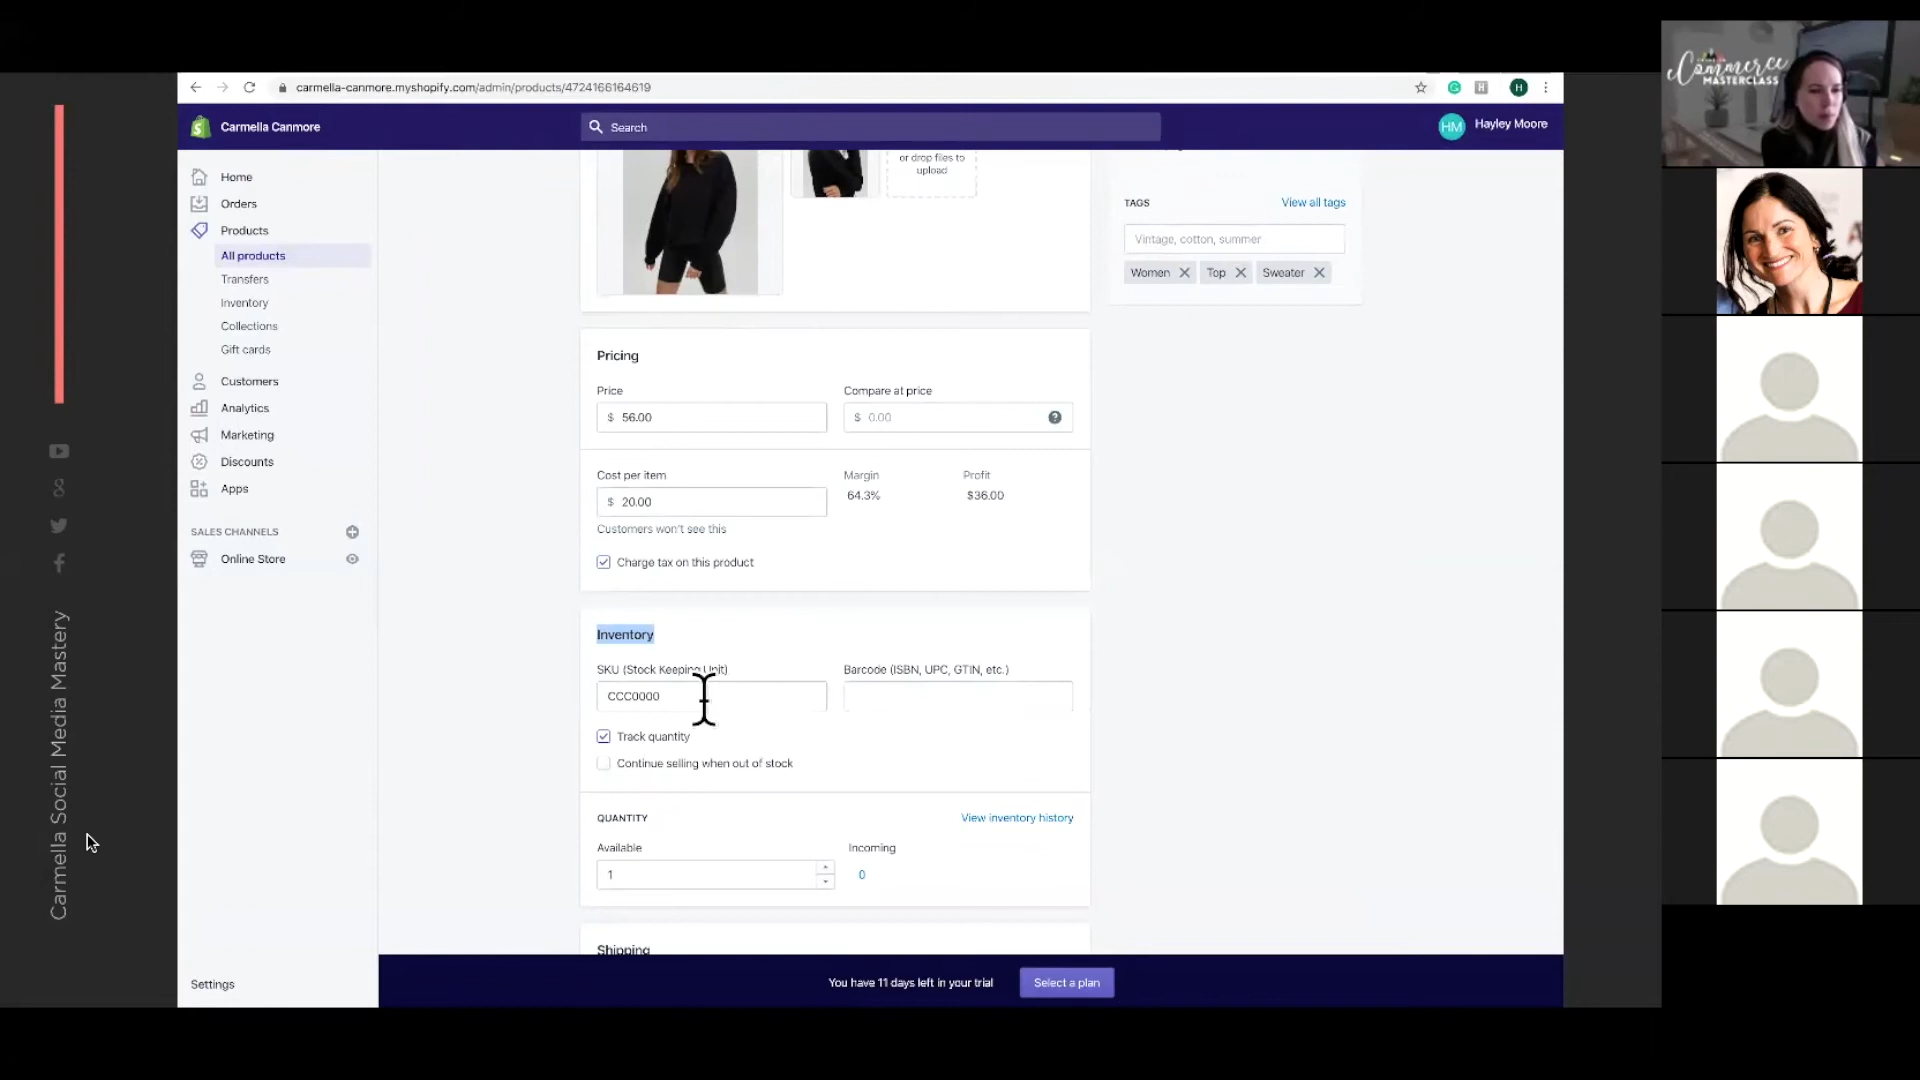 carmella-canmore.myshopify.com/admin/products/4724166164619
H
H
Carmella Canmore
Search
HM
Hayley Moore
eCommerce
MASTERCLASS
Home
Orders
Products
All products
Transfers
Inventory
Collections
Gift cards
Customers
Analytics
Marketing
Discounts
Apps
SALES CHANNELS
Online Store
Settings
or drop files to
upload
TAGS
View all tags
Vintage, cotton, summer
Women
Top
Sweater
Pricing
Price
Compare at price
$ 56.00
$ 0.00
Cost per item
Margin
Profit
$ 20.00
64.3%
$36.00
Customers won't see this
Charge tax on this product
Inventory
SKU (Stock Keeping Unit)
Barcode (ISBN, UPC, GTIN, etc.)
CCC0000
Track quantity
Continue selling when out of stock
QUANTITY
View inventory history
Available
Incoming
1
0
Shipping
You have 11 days left in your trial
Select a plan
Carmella Social Media Mastery